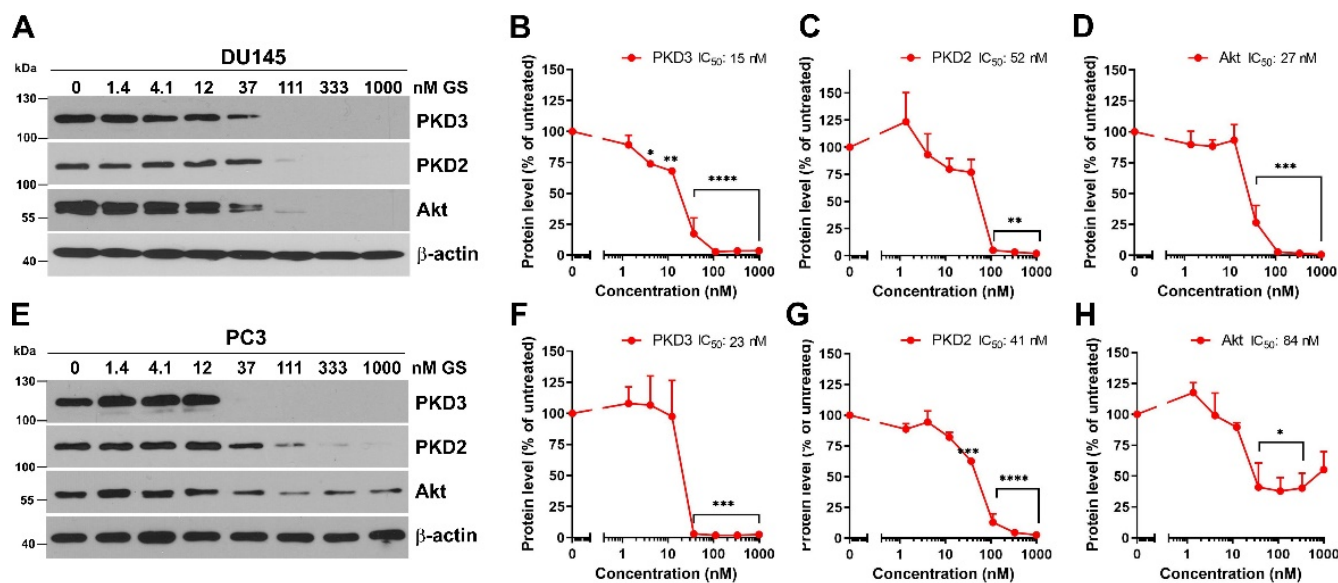 A
DU145
kDa
0 1.4 4.1 12 37 111 333 1000 nM GS
130
PKD3
100
PKD2
100
Akt
55
β-actin
40
B
PKD3 IC50: 15 nM
Protein level (% of untreated)
150
125
100
75
50
25
0
* ** ****
0 1 10 100 1000
Concentration (nM)
C
PKD2 IC50: 52 nM
Protein level (% of untreated)
125
100
75
50
25
0
**
0 1 10 100 1000
Concentration (nM)
D
Akt IC50: 27 nM
Protein level (% of untreated)
150
125
100
75
50
25
0
***
0 1 10 100 1000
Concentration (nM)
E
PC3
kDa
0 1.4 4.1 12 37 111 333 1000 nM GS
130
PKD3
100
PKD2
100
Akt
55
β-actin
40
F
PKD3 IC50: 23 nM
Protein level (% of untreated)
150
125
100
75
50
25
0
***
0 1 10 100 1000
Concentration (nM)
G
PKD2 IC50: 41 nM
Protein level (% of untreated)
150
125
100
75
50
25
0
*** ****
0 1 10 100 1000
Concentration (nM)
H
Akt IC50: 84 nM
Protein level (% of untreated)
150
125
100
75
50
25
0
*
0 1 10 100 1000
Concentration (nM)